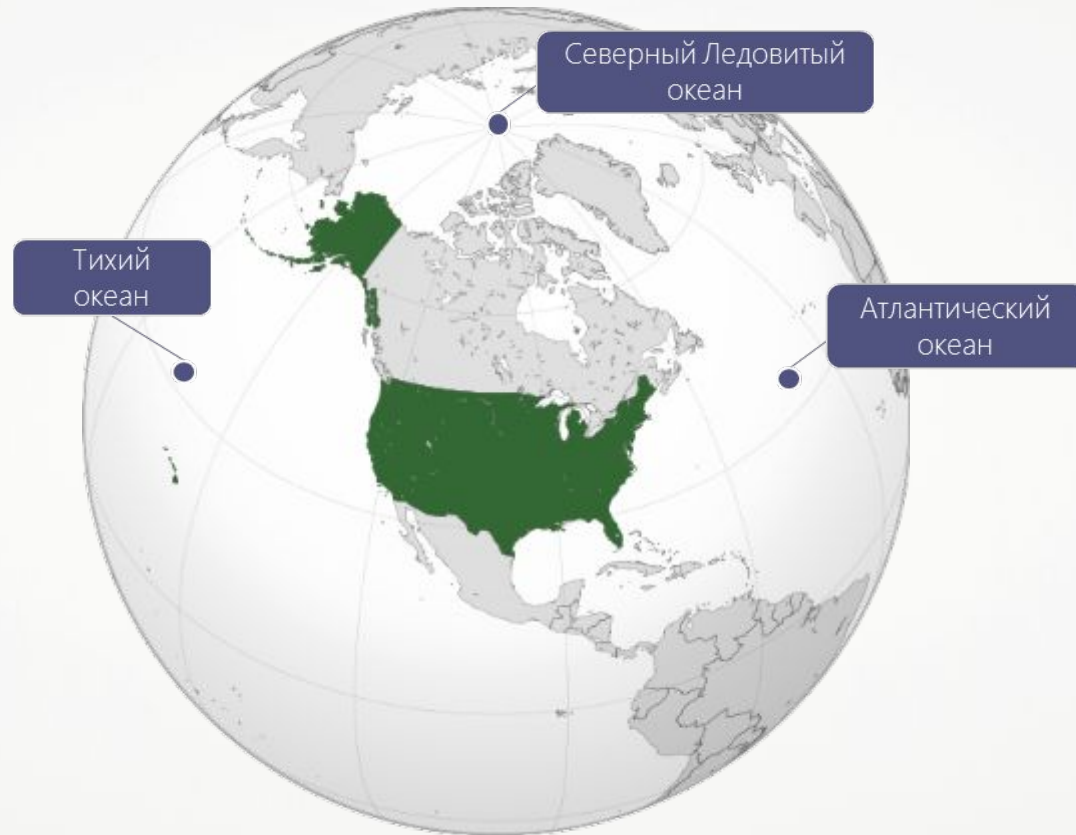 Северный Ледовитый
океан
Тихий
океан
Атлантический
океан